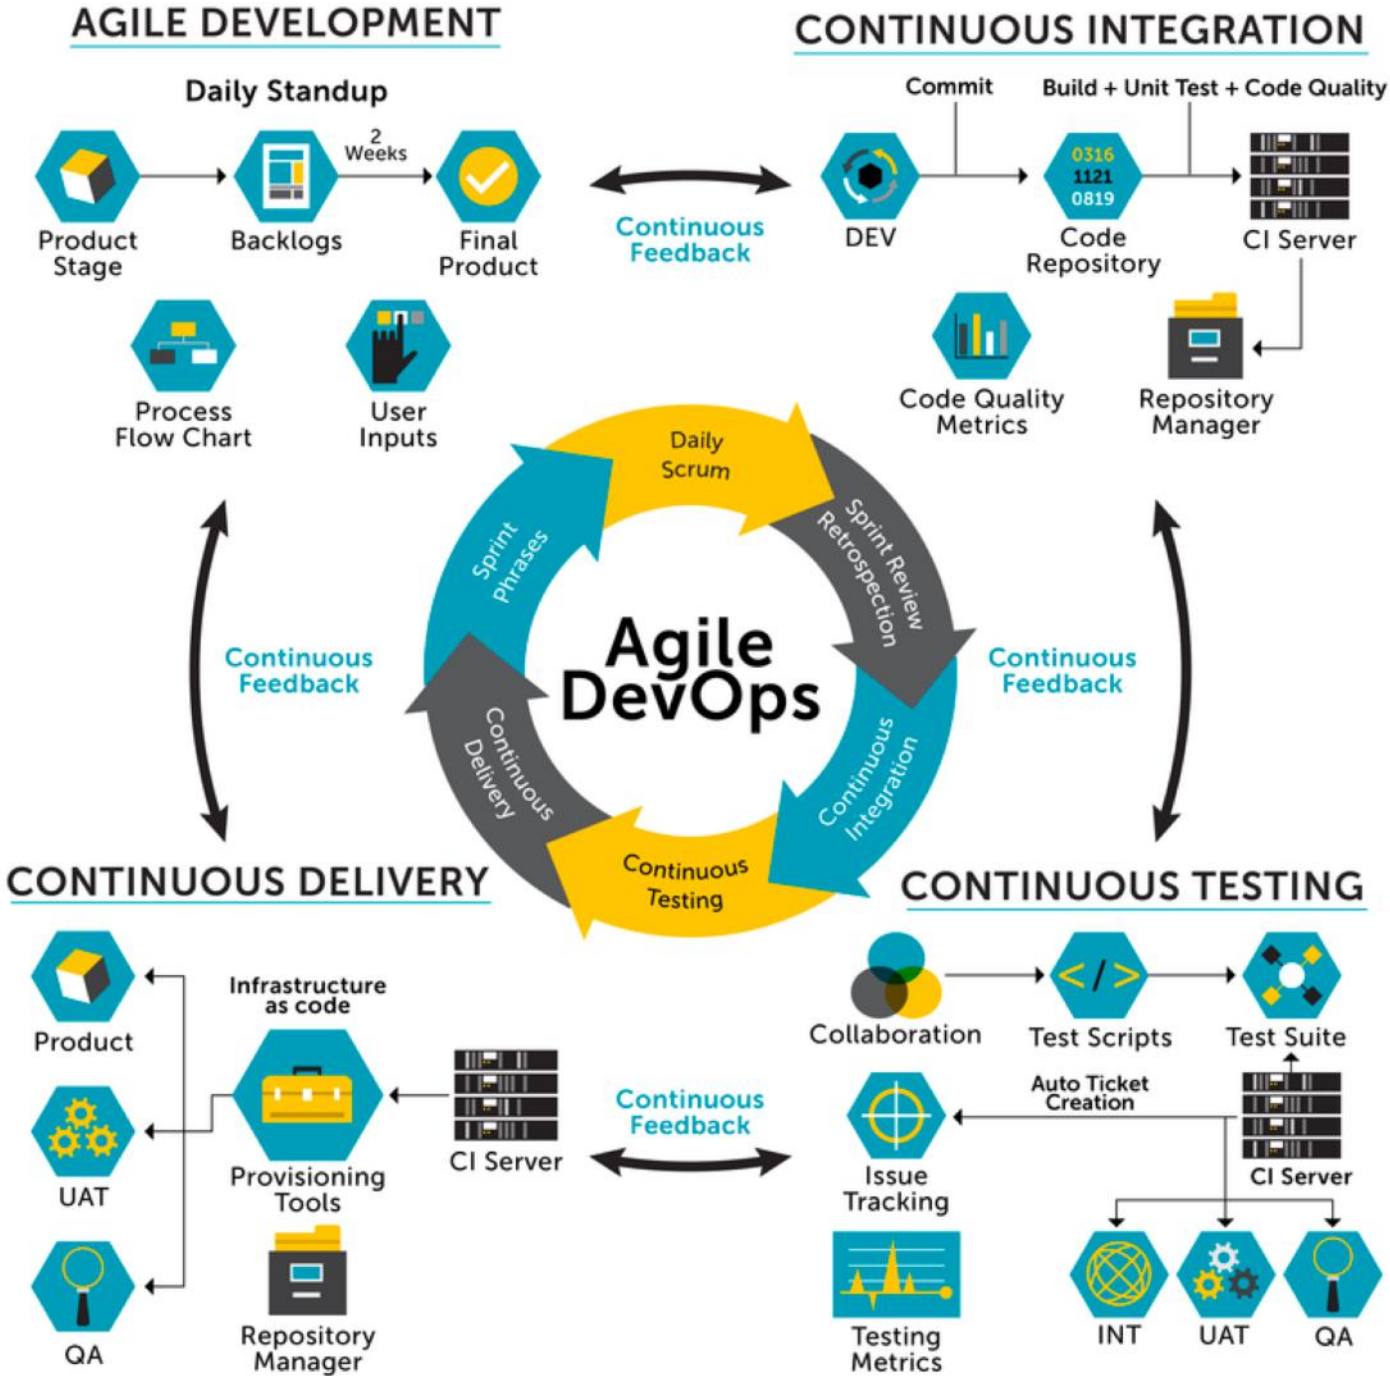 AGILE DEVELOPMENT
Daily Standup
2
Weeks
Product
Stage
Backlogs
Final
Product
Process
Flow Chart
User
Inputs
Continuous
Feedback
CONTINUOUS INTEGRATION
Commit
Build + Unit Test + Code Quality
0316
1121
0819
DEV
Code
Repository
CI Server
Code Quality
Metrics
Repository
Manager
Daily
Scrum
Sprint Review
Retrospection
Continuous
Integration
Continuous
Testing
Continuous
Delivery
Sprint
Phrases
Agile
DevOps
Continuous
Feedback
Continuous
Feedback
CONTINUOUS DELIVERY
Product
UAT
QA
Infrastructure
as code
Provisioning
Tools
CI Server
Repository
Manager
Continuous
Feedback
CONTINUOUS TESTING
Collaboration
</>
Test Scripts
Test Suite
Auto Ticket
Creation
CI Server
Issue
Tracking
Testing
Metrics
INT
UAT
QA